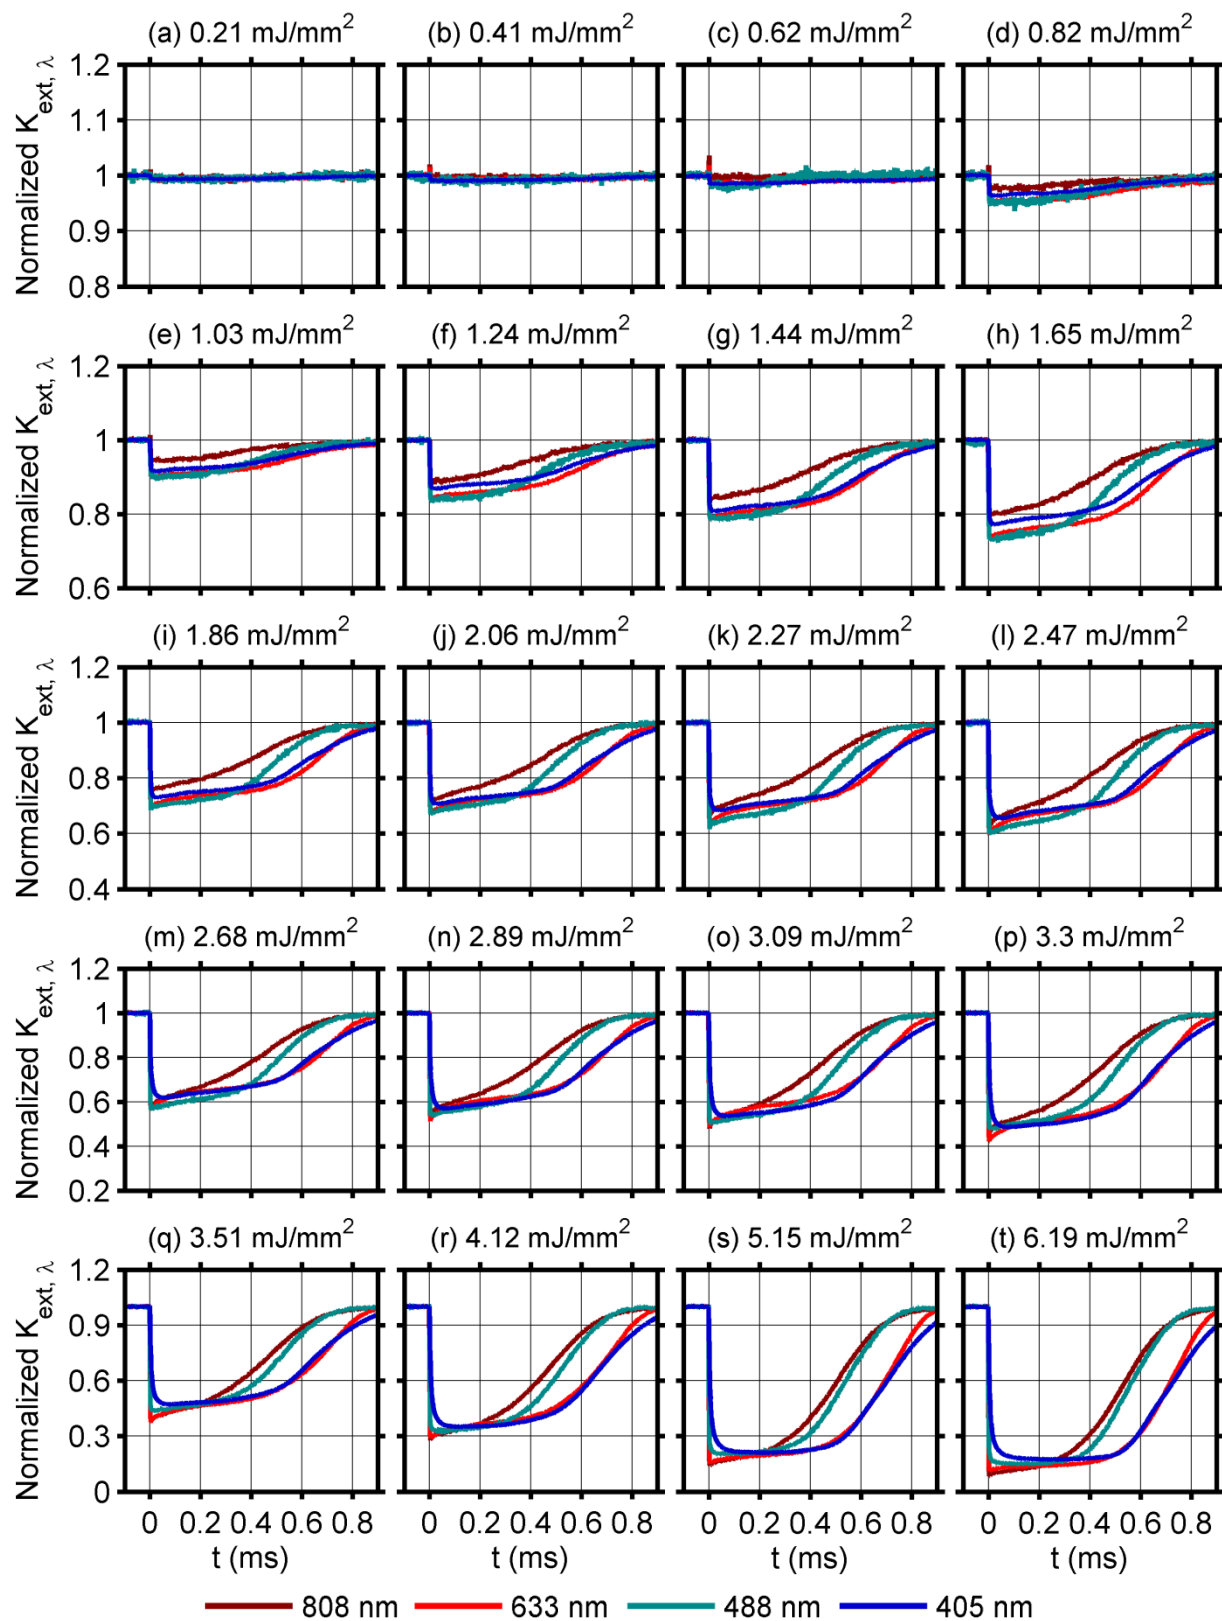 (a) 0.21 mJ/mm² (b) 0.41 mJ/mm² (c) 0.62 mJ/mm² (d) 0.82 mJ/mm²
Normalized K_ext, λ
1.2
1.1
1
0.9
0.8
(e) 1.03 mJ/mm² (f) 1.24 mJ/mm² (g) 1.44 mJ/mm² (h) 1.65 mJ/mm²
Normalized K_ext, λ
1.2
1
0.8
0.6
(i) 1.86 mJ/mm² (j) 2.06 mJ/mm² (k) 2.27 mJ/mm² (l) 2.47 mJ/mm²
Normalized K_ext, λ
1.2
1
0.8
0.6
0.4
(m) 2.68 mJ/mm² (n) 2.89 mJ/mm² (o) 3.09 mJ/mm² (p) 3.3 mJ/mm²
Normalized K_ext, λ
1.2
1
0.8
0.6
0.4
0.2
(q) 3.51 mJ/mm² (r) 4.12 mJ/mm² (s) 5.15 mJ/mm² (t) 6.19 mJ/mm²
Normalized K_ext, λ
1.2
0.9
0.6
0.3
0
0 0.2 0.4 0.6 0.8 0 0.2 0.4 0.6 0.8 0 0.2 0.4 0.6 0.8 0 0.2 0.4 0.6 0.8
t (ms) t (ms) t (ms) t (ms)
808 nm 633 nm 488 nm 405 nm